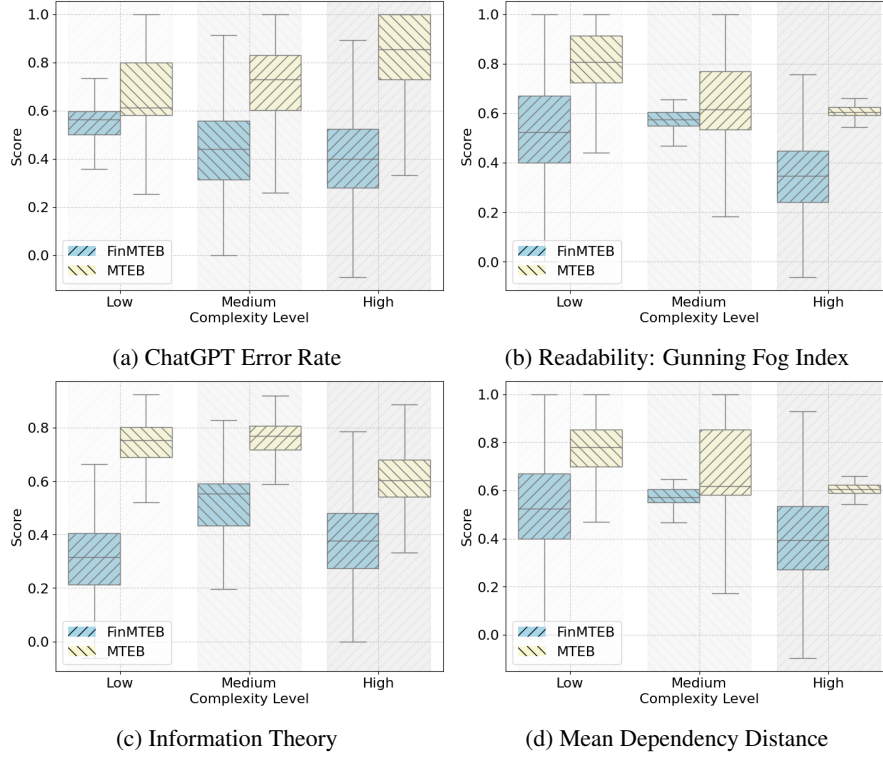 1.0
0.8
0.6
0.4
0.2
0.0
Score
FinMTEB
MTEB
Low Medium High
Complexity Level
(a) ChatGPT Error Rate
1.0
0.8
0.6
0.4
0.2
0.0
Score
FinMTEB
MTEB
Low Medium High
Complexity Level
(b) Readability: Gunning Fog Index
0.8
0.6
0.4
0.2
0.0
Score
FinMTEB
MTEB
Low Medium High
Complexity Level
(c) Information Theory
1.0
0.8
0.6
0.4
0.2
0.0
Score
FinMTEB
MTEB
Low Medium High
Complexity Level
(d) Mean Dependency Distance